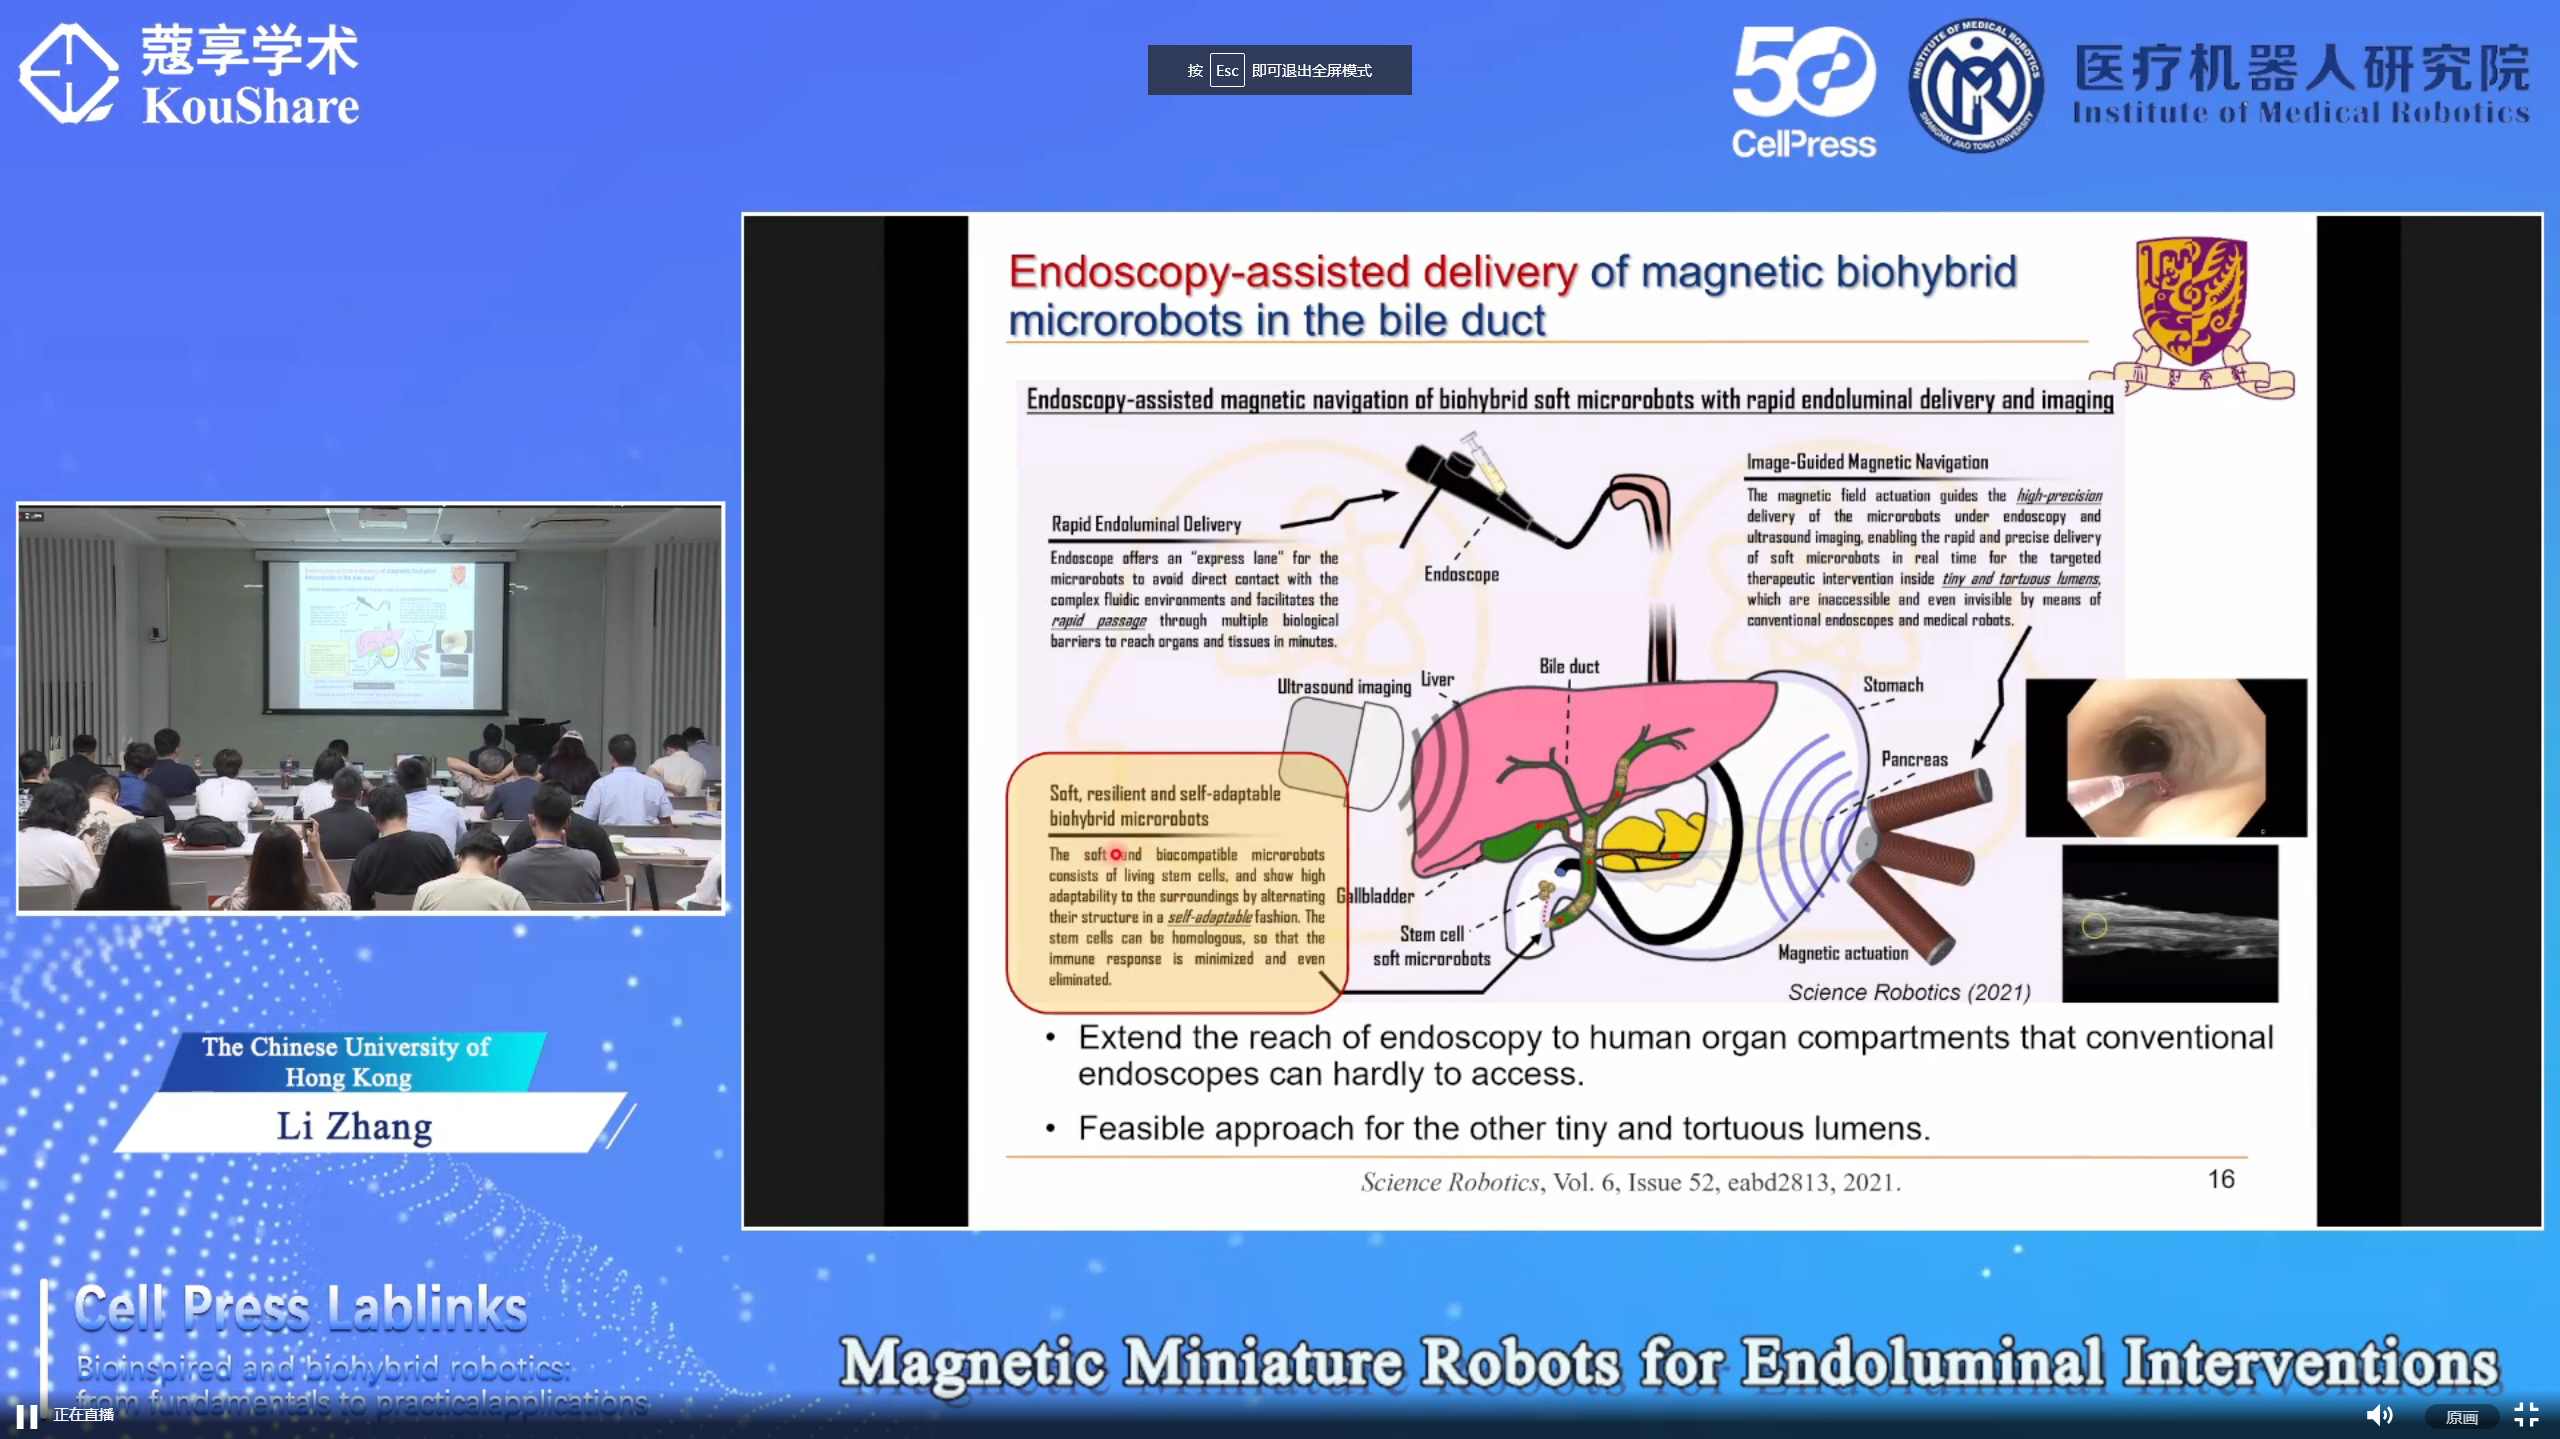 蔻享学术
KouShare
按 Esc 即可退出全屏模式
50
CellPress
INSTITUTE OF MEDICAL ROBOTICS
SHANGHAI JIAO TONG UNIVERSITY
医疗机器人研究院
Institute of Medical Robotics
Endoscopy-assisted delivery of magnetic biohybrid
microrobots in the bile duct
Endoscopy-assisted magnetic navigation of biohybrid soft microrobots with rapid endoluminal delivery and imaging
Rapid Endoluminal Delivery
Endoscope offers an “express lane” for the
microrobots to avoid direct contact with the
complex fluidic environments and facilitates the
rapid passage through multiple biological
barriers to reach organs and tissues in minutes.
Endoscope
Image-Guided Magnetic Navigation
The magnetic field actuation guides the high-precision
delivery of the microrobots under endoscopy and
ultrasound imaging, enabling the rapid and precise delivery
of soft microrobots in real time for the targeted
therapeutic intervention inside tiny and tortuous lumens,
which are inaccessible and even invisible by means of
conventional endoscopes and medical robots.
Ultrasound imaging
Liver
Bile duct
Stomach
Pancreas
Soft, resilient and self-adaptable
biohybrid microrobots
The soft and biocompatible microrobots
consists of living stem cells, and show high
adaptability to the surroundings by alternating
their structure in a self-adaptable fashion. The
stem cells can be homologous, so that the
immune response is minimized and even
eliminated.
Gallbladder
Stem cell
soft microrobots
Magnetic actuation
Science Robotics (2021)
• Extend the reach of endoscopy to human organ compartments that conventional
endoscopes can hardly to access.
• Feasible approach for the other tiny and tortuous lumens.
Science Robotics, Vol. 6, Issue 52, eabd2813, 2021.
16
The Chinese University of
Hong Kong
Li Zhang
Cell Press Lablinks
Bioinspired and biohybrid robotics:
from fundamentals to practicalapplications
Magnetic Miniature Robots for Endoluminal Interventions
正在直播
原画